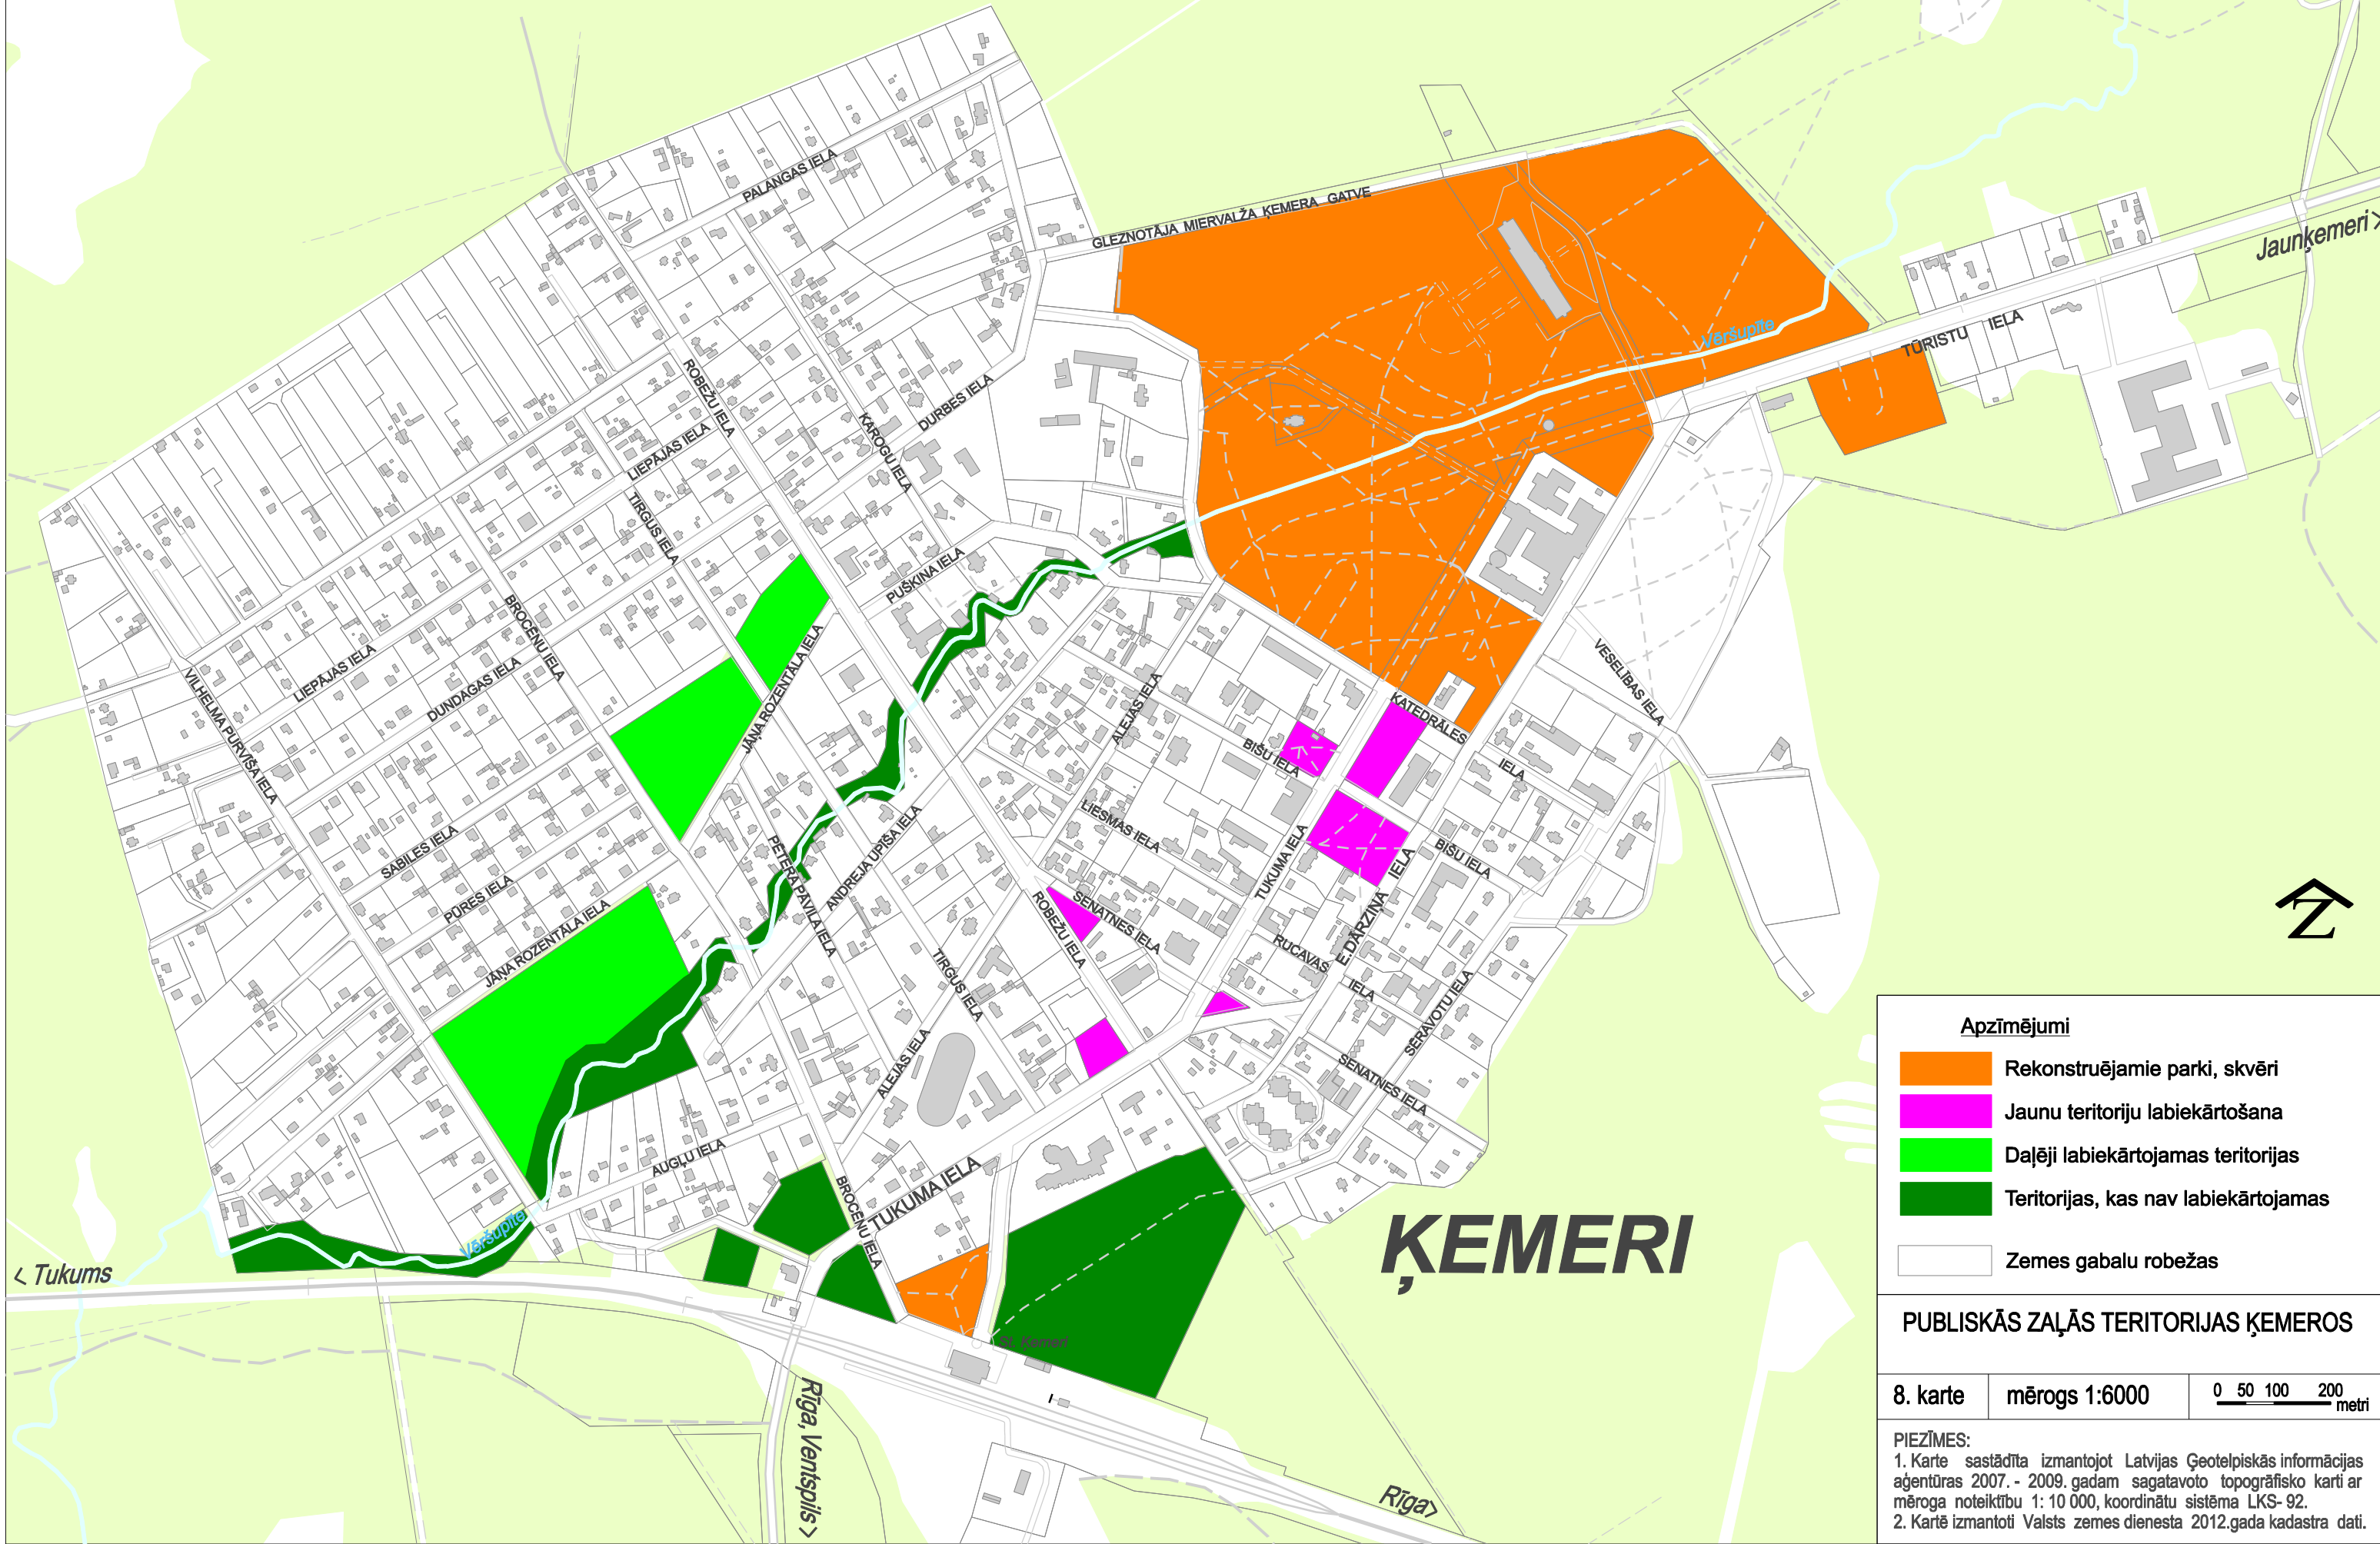 PALANGAS IELA
GLEZNOTĀJA MIERVALŽA ĶEMERA GATVE
Jaunķemeri >
Vēršupīte
TŪRISTU IELA
ROBEŽU IELA
DURBES IELA
KAROGU IELA
LIEPĀJAS IELA
TIRGUS IELA
PUŠKINA IELA
BROCĒNU IELA
JĀŅA ROZENTĀLA IELA
LIEPĀJAS IELA
DUNDAGAS IELA
VILHELMA PURVĪŠA IELA
VESELĪBAS IELA
ALEJAS IELA
KATEDRĀLES
IELA
BIŠU IELA
LIESMAS IELA
TUKUMA IELA
BIŠU IELA
SABILES IELA
PŪRES IELA
JĀŅA ROZENTĀLA IELA
PĒTERA PĀVILA IELA
ANDREJA UPĪŠA IELA
ROBEŽU IELA
SENATNES IELA
E.DĀRZIŅA IELA
RUCAVAS
IELA
TIRGUS IELA
SĒRAVOTU IELA
ALEJAS IELA
SENATNES IELA
AUGĻU IELA
BROCĒNU IELA
TUKUMA IELA
Vēršupīte
< Tukums
St. Ķemeri
Rīga, Ventspils >
Rīga>
ĶEMERI
Z
Apzīmējumi
Rekonstruējamie parki, skvēri
Jaunu teritoriju labiekārtošana
Daļēji labiekārtojamas teritorijas
Teritorijas, kas nav labiekārtojamas
Zemes gabalu robežas
PUBLISKĀS ZAĻĀS TERITORIJAS ĶEMEROS
8. karte
mērogs 1:6000
0 50 100 200
metri
PIEZĪMES:
1. Karte sastādīta izmantojot Latvijas Ģeotelpiskās informācijas
aģentūras 2007. - 2009. gadam sagatavoto topogrāfisko karti ar
mēroga noteiktību 1: 10 000, koordinātu sistēma LKS- 92.
2. Kartē izmantoti Valsts zemes dienesta 2012.gada kadastra dati.